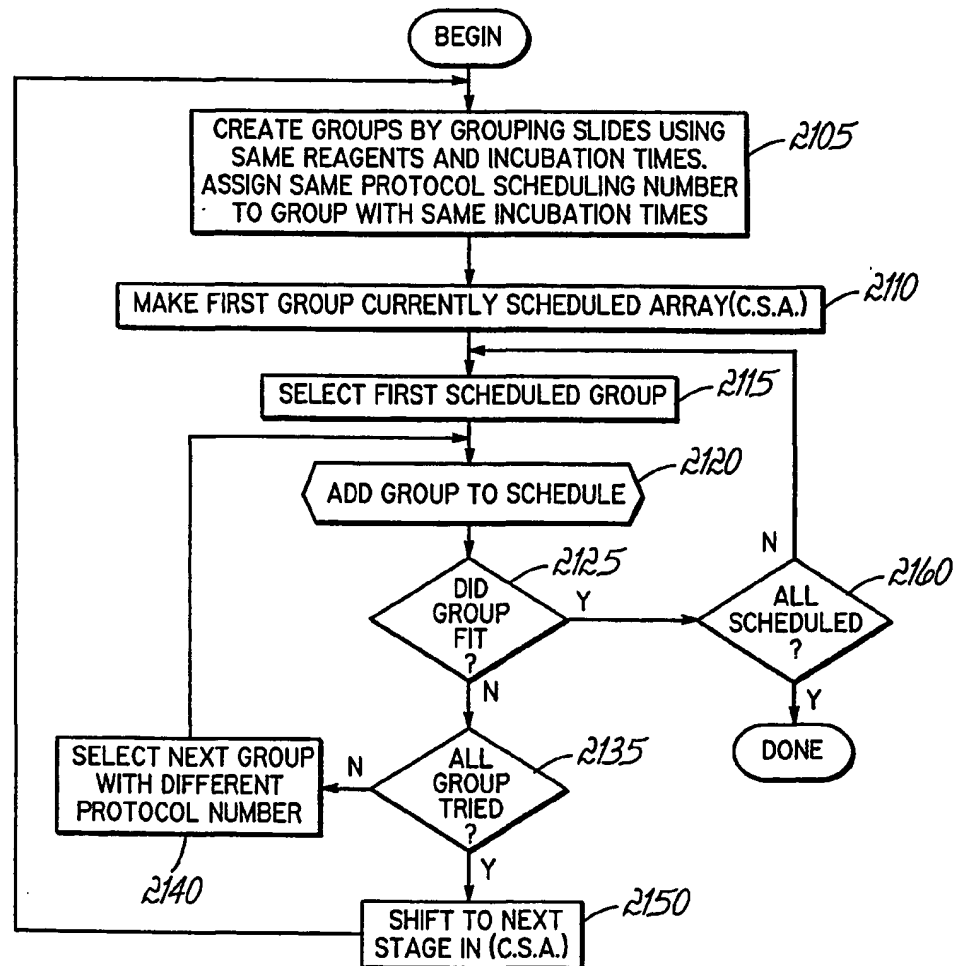 BEGIN
CREATE GROUPS BY GROUPING SLIDES USING
SAME REAGENTS AND INCUBATION TIMES.
ASSIGN SAME PROTOCOL SCHEDULING NUMBER
TO GROUP WITH SAME INCUBATION TIMES
2105
MAKE FIRST GROUP CURRENTLY SCHEDULED ARRAY(C.S.A.)
2110
SELECT FIRST SCHEDULED GROUP
2115
ADD GROUP TO SCHEDULE
2120
DID
GROUP
FIT
?
2125
Y
N
ALL
SCHEDULED
?
2160
N
Y
DONE
ALL
GROUP
TRIED
?
2135
N
Y
SELECT NEXT GROUP
WITH DIFFERENT
PROTOCOL NUMBER
2140
SHIFT TO NEXT
STAGE IN (C.S.A.)
2150